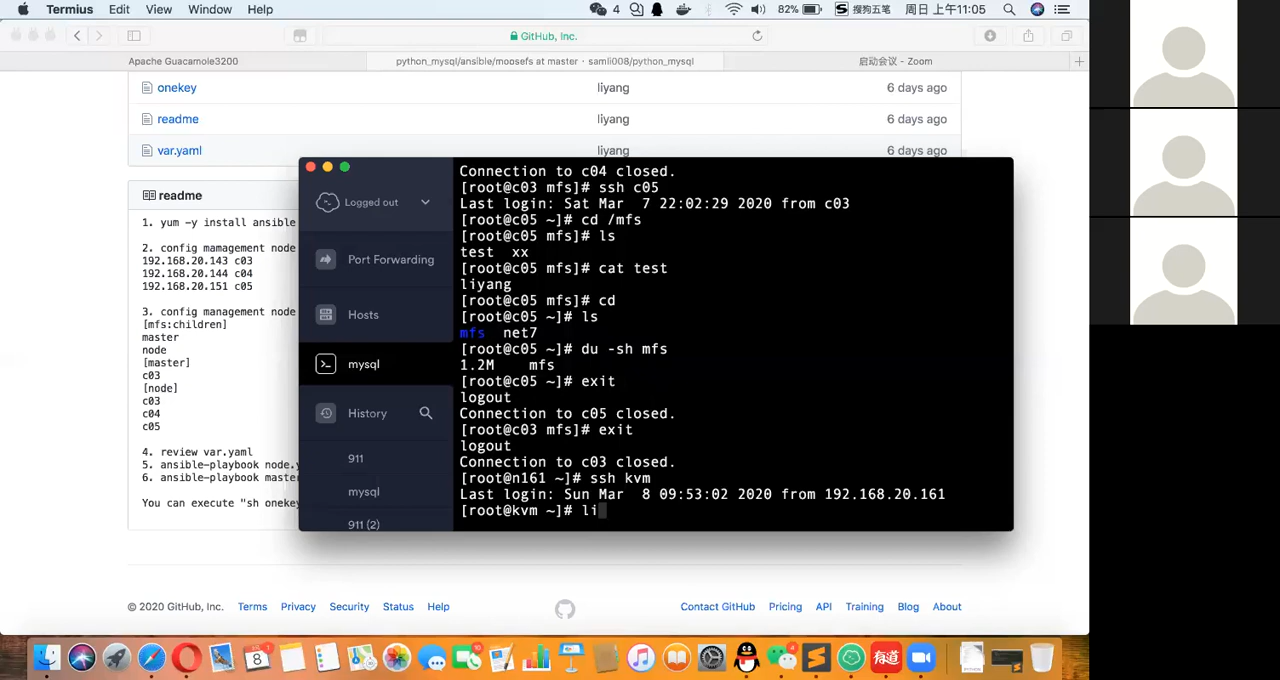 Termius Edit View Window Help 4 82% 搜狗五笔 周日 上午11:05
GitHub, Inc.
Apache Guacamole3200 python_mysql/ansible/moosefs at master · samli008/python_mysql 启动会议 - Zoom
onekey liyang 6 days ago
readme liyang 6 days ago
var.yaml liyang 6 days ago
readme
1. yum -y install ansible
2. config mamagement node
192.168.20.143 c03
192.168.20.144 c04
192.168.20.151 c05
3. config management node
[mfs:children]
master
node
[master]
c03
[node]
c03
c04
c05
4. review var.yaml
5. ansible-playbook node.y
6. ansible-playbook maste
You can execute "sh onekey
Logged out
Port Forwarding
Hosts
mysql
History
911
mysql
911 (2)
Connection to c04 closed.
[root@c03 mfs]# ssh c05
Last login: Sat Mar  7 22:02:29 2020 from c03
[root@c05 ~]# cd /mfs
[root@c05 mfs]# ls
test  xx
[root@c05 mfs]# cat test
liyang
[root@c05 mfs]# cd
[root@c05 ~]# ls
mfs  net7
[root@c05 ~]# du -sh mfs
1.2M    mfs
[root@c05 ~]# exit
logout
Connection to c05 closed.
[root@c03 mfs]# exit
logout
Connection to c03 closed.
[root@n161 ~]# ssh kvm
Last login: Sun Mar  8 09:53:02 2020 from 192.168.20.161
[root@kvm ~]# li
© 2020 GitHub, Inc. Terms Privacy Security Status Help Contact GitHub Pricing API Training Blog About
8
有道